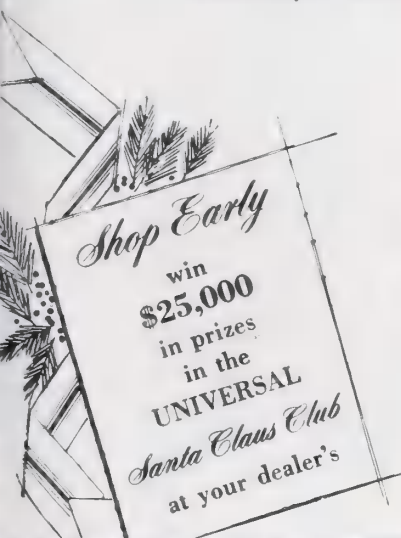 Shop Early
win
$25,000
in prizes
in the
UNIVERSAL
Santa Claus Club
at your dealer's